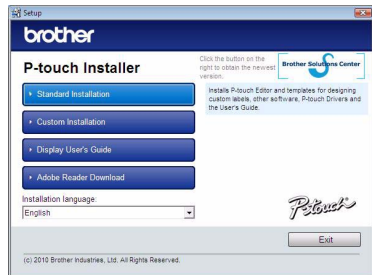 Setup
brother
P-touch Installer
Click the button on the
right to obtain the newest
version.
Brother Solutions Center
Standard Installation
Installs P-touch Editor and templates for designing
custom labels, other software, P-touch Drivers and
the User's Guide.
Custom Installation
Display User's Guide
Adobe Reader Download
Installation language:
English
P-touch
Exit
(c) 2010 Brother Industries, Ltd. All Rights Reserved.